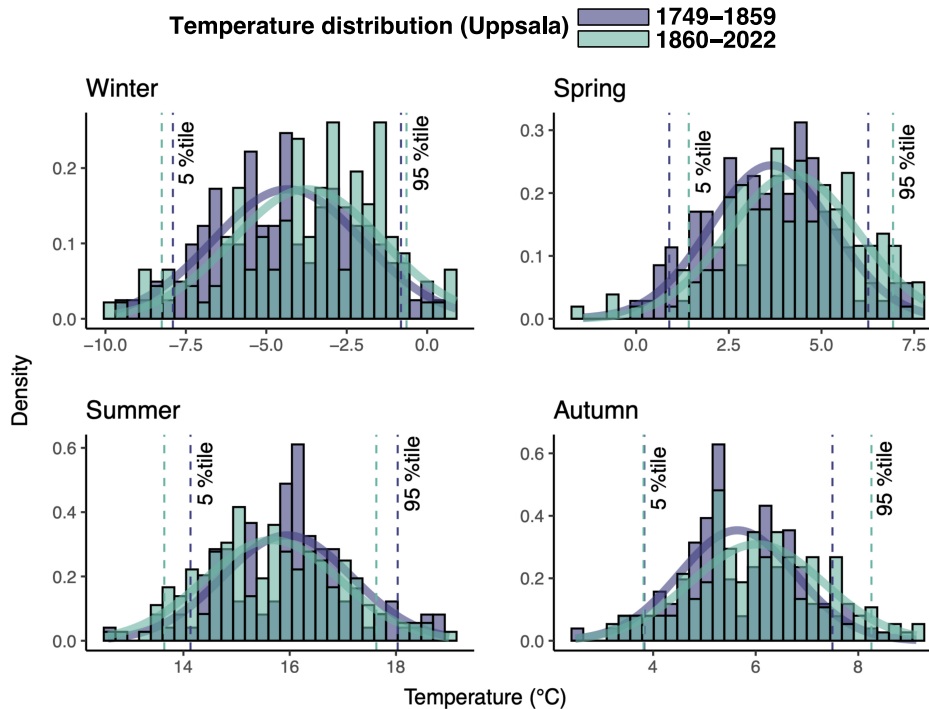 Temperature distribution (Uppsala)
1749–1859
1860–2022
Winter
Spring
5 %tile
95 %tile
5 %tile
95 %tile
0.2
0.1
0.0
−10.0 −7.5 −5.0 −2.5 0.0
0.3
0.2
0.1
0.0
0.0 2.5 5.0 7.5
Density
Summer
Autumn
5 %tile
95 %tile
5 %tile
95 %tile
0.6
0.4
0.2
0.0
14 16 18
0.6
0.4
0.2
0.0
4 6 8
Temperature (°C)